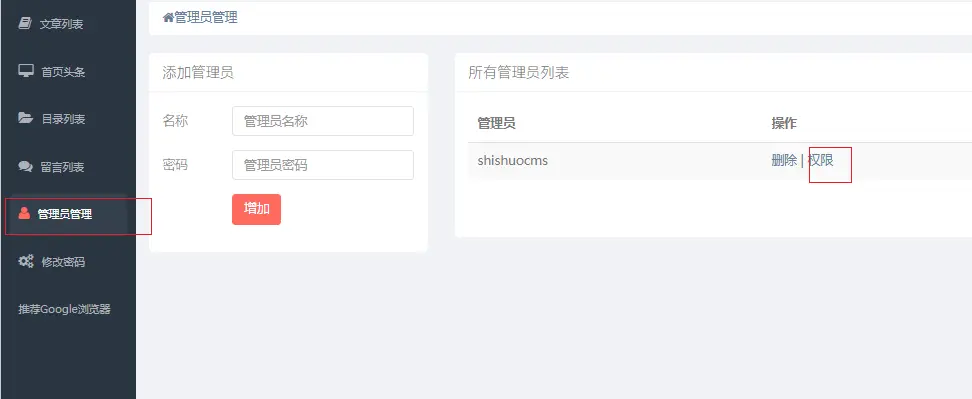 文章列表
首页头条
目录列表
留言列表
管理员管理
修改密码
推荐Google浏览器
管理员管理
添加管理员
名称 管理员名称
密码 管理员密码
增加
所有管理员列表
管理员 操作
shishuocms 删除 | 权限